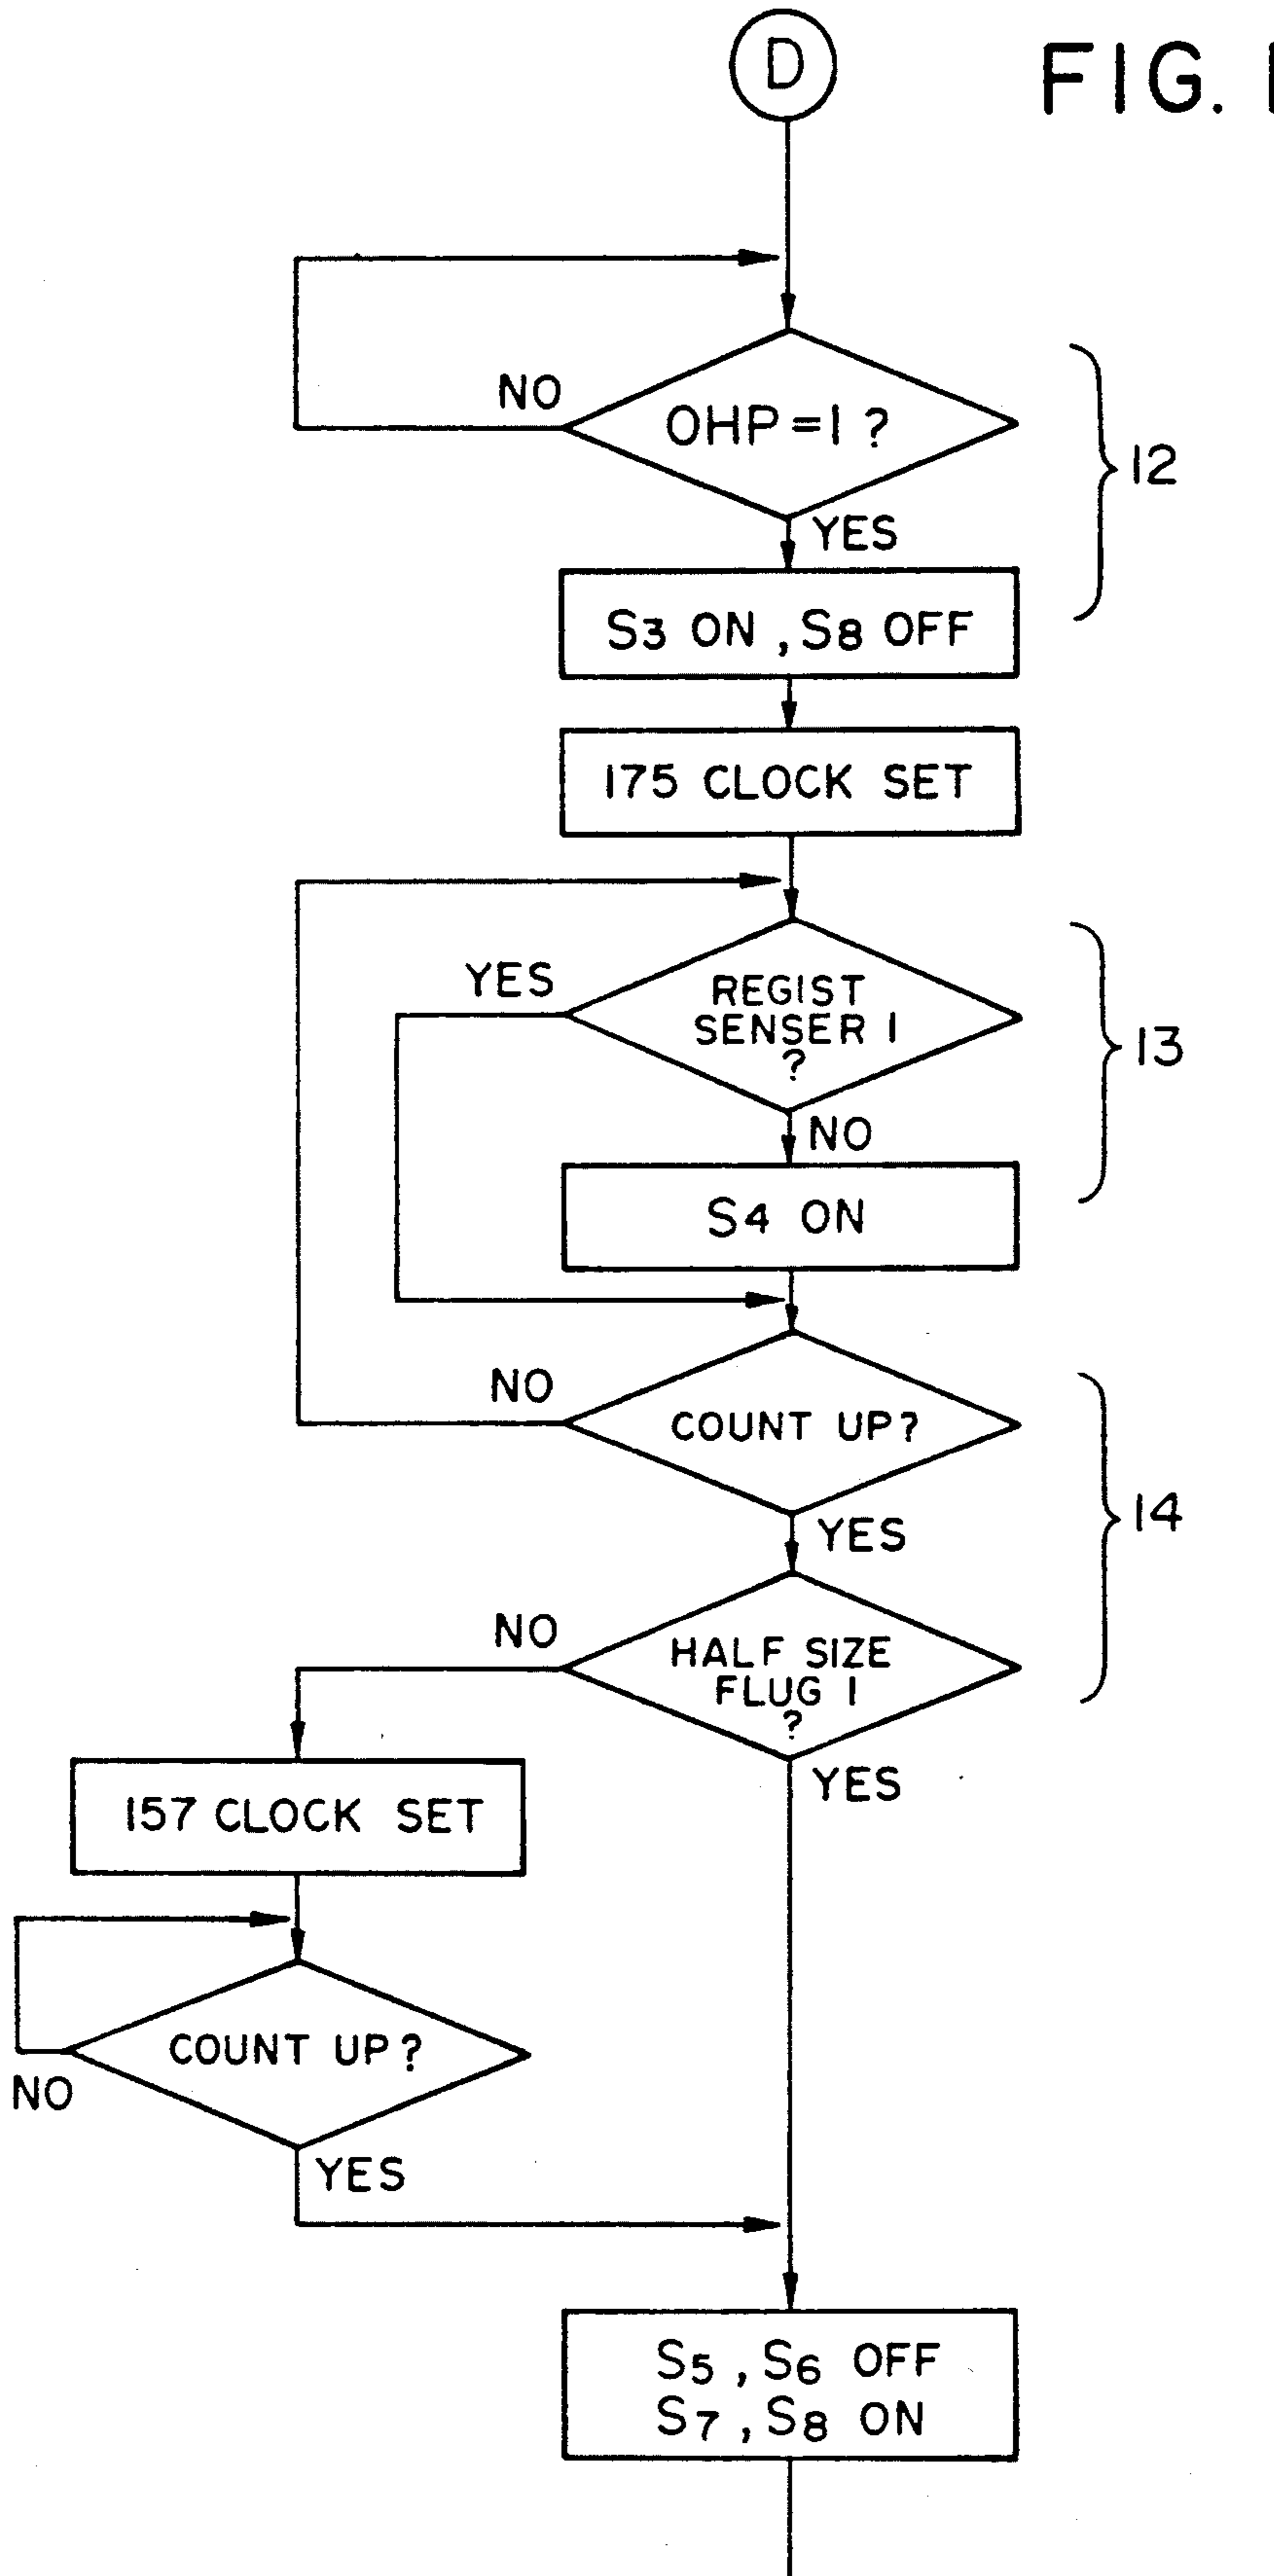 D
FIG. 
NO
OHP=1?
12
YES
S3 ON, S8 OFF
175 CLOCK SET
YES
REGIST
SENSER 1
?
13
NO
S4 ON
NO
COUNT UP?
14
YES
NO
HALF SIZE
FLUG 1
?
YES
157 CLOCK SET
COUNT UP?
NO
YES
S5, S6 OFF
S7, S8 ON